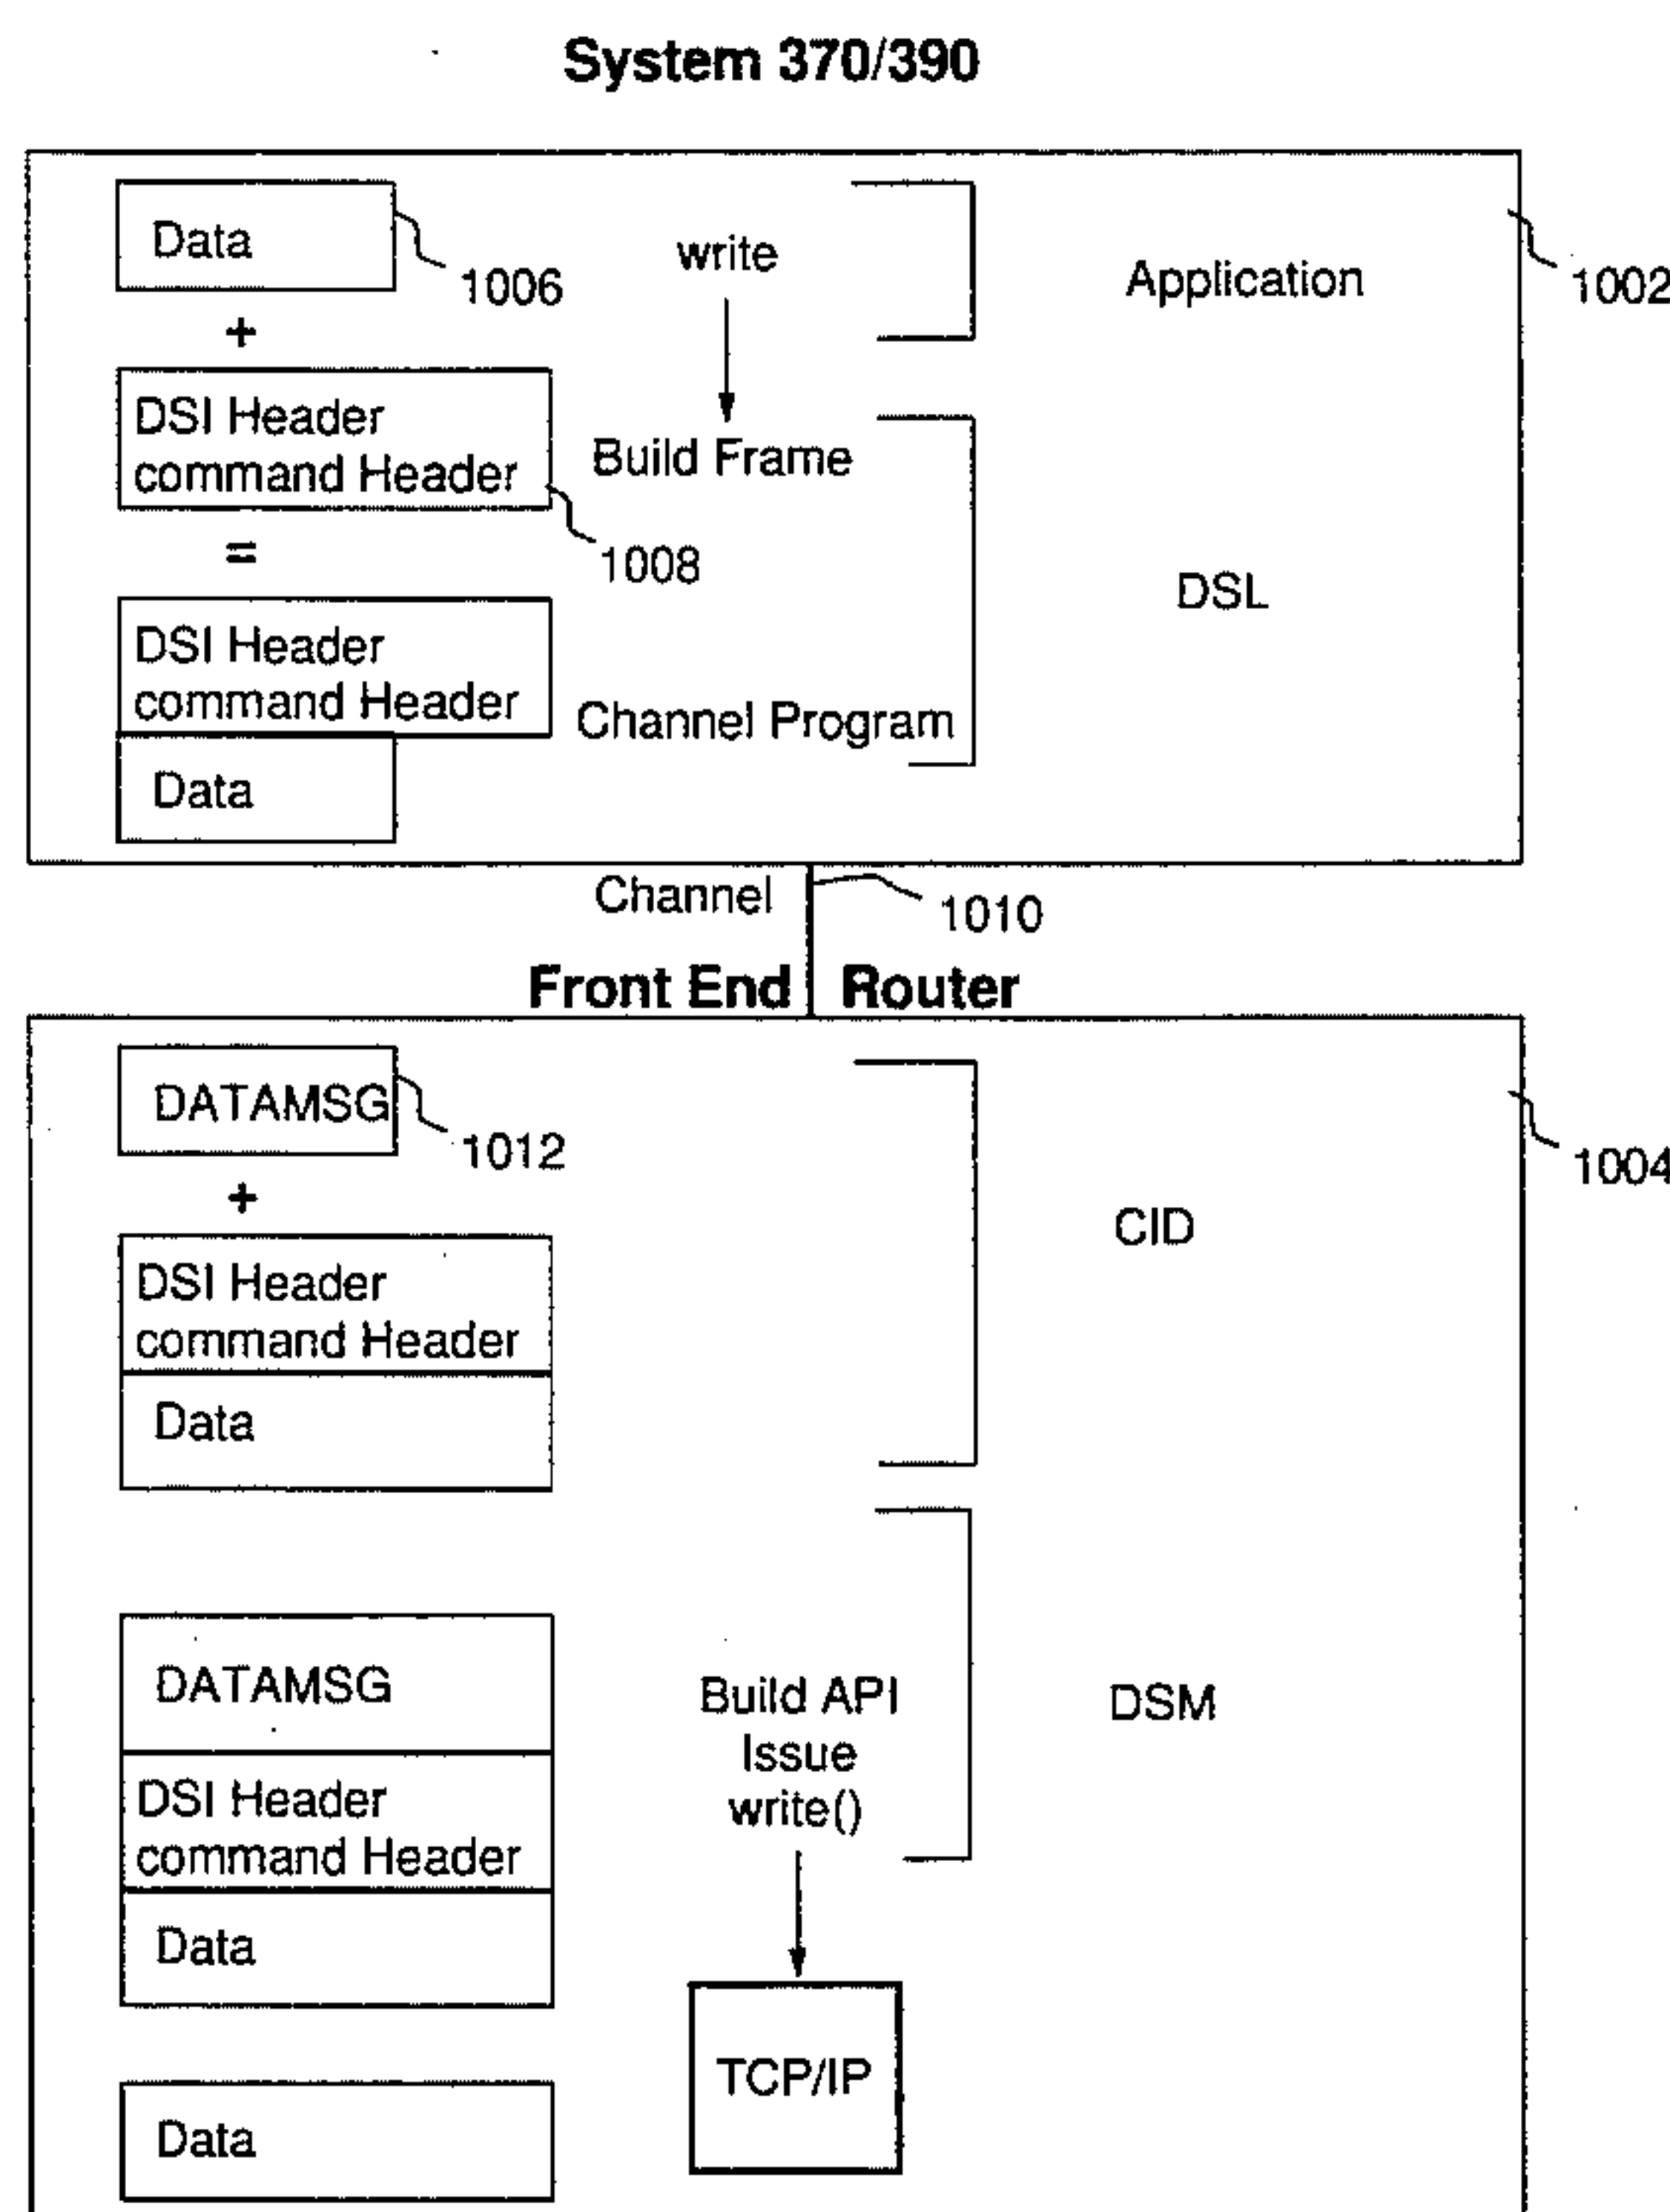 System 370/390
Data
1006
write
Application
1002
+
DSI Header
command Header
1008
Build Frame
=
DSL
DSI Header
command Header
Channel Program
Data
Channel
1010
Front End Router
DATAMSG
1012
1004
+
CID
DSI Header
command Header
Data
DATAMSG
Build API
Issue
write()
DSM
DSI Header
command Header
Data
TCP/IP
Data